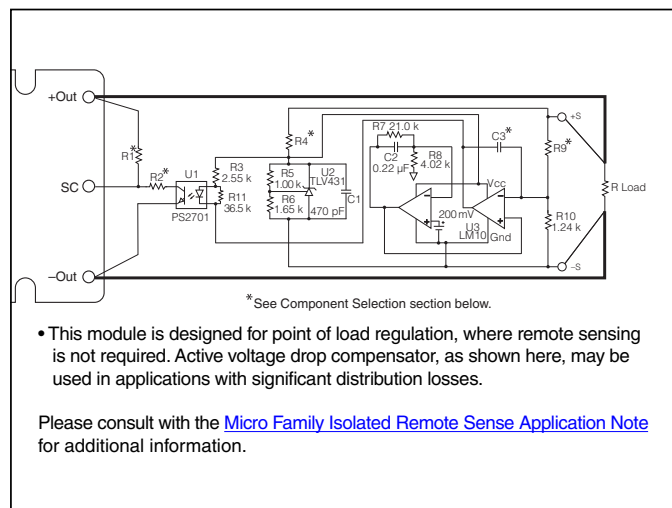 +Out
SC
–Out
R1*
R2*
U1
PS2701
R3
2.55 k
R11
36.5 k
R4*
R5
1.00 k
R6
1.65 k
U2
TLV431
470 pF
C1
R7 21.0 k
C2
0.22 µF
R8
4.02 k
C3*
Vcc
200 mV
U3
LM10
Gnd
+S
R9*
R Load
R10
1.24 k
–S
*See Component Selection section below.
• This module is designed for point of load regulation, where remote sensing
is not required. Active voltage drop compensator, as shown here, may be
used in applications with significant distribution losses.
Please consult with the Micro Family Isolated Remote Sense Application Note
for additional information.